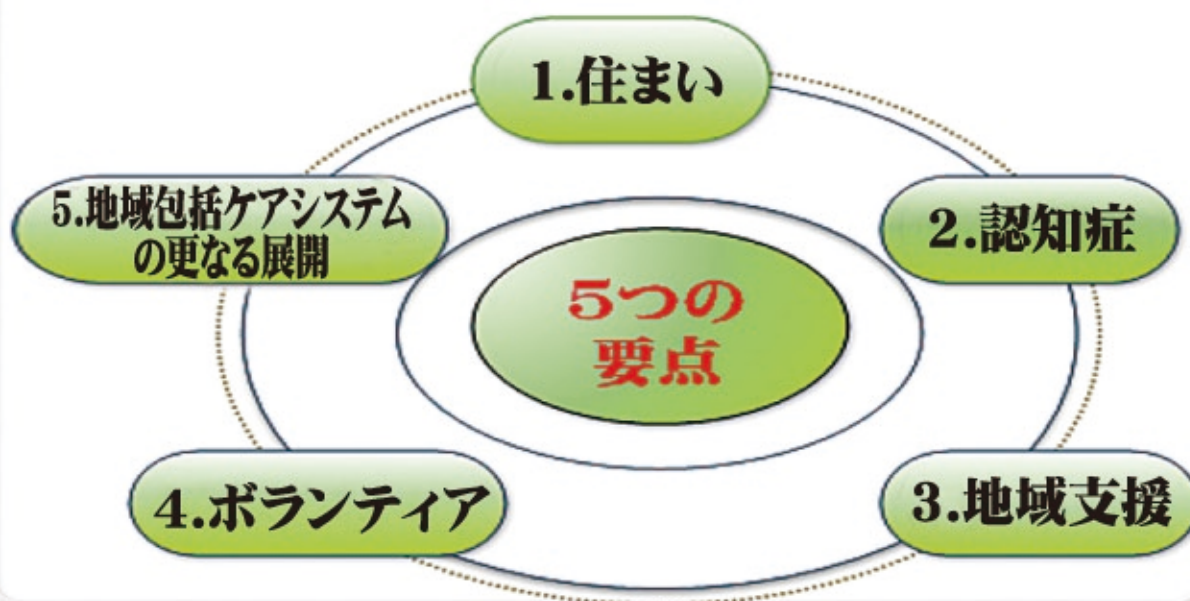 1.住まい
2.認知症
3.地域支援
4.ボランティア
5.地域包括ケアシステム
の更なる展開
5つの
要点